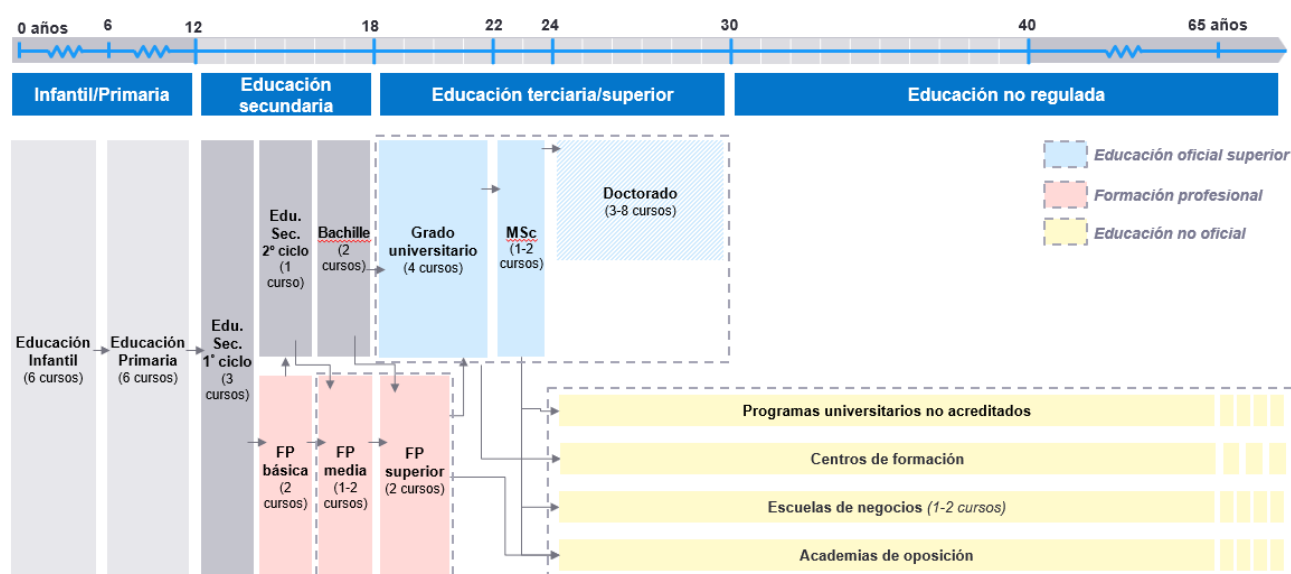 0 años 6 12 18 22 24 30 40 65 años
Infantil/Primaria
Educación
secundaria
Educación terciaria/superior
Educación no regulada
Educación oficial superior
Formación profesional
Educación no oficial
Educación
Infantil
(6 cursos)
Educación
Primaria
(6 cursos)
Edu.
Sec.
1º ciclo
(3
cursos)
Edu.
Sec.
2º ciclo
(1
curso)
Bachille
(2
cursos)
Grado
universitario
(4 cursos)
MSc
(1-2
cursos)
Doctorado
(3-8 cursos)
FP
básica
(2
cursos)
FP
media
(1-2
cursos)
FP
superior
(2 cursos)
Programas universitarios no acreditados
Centros de formación
Escuelas de negocios (1-2 cursos)
Academias de oposición